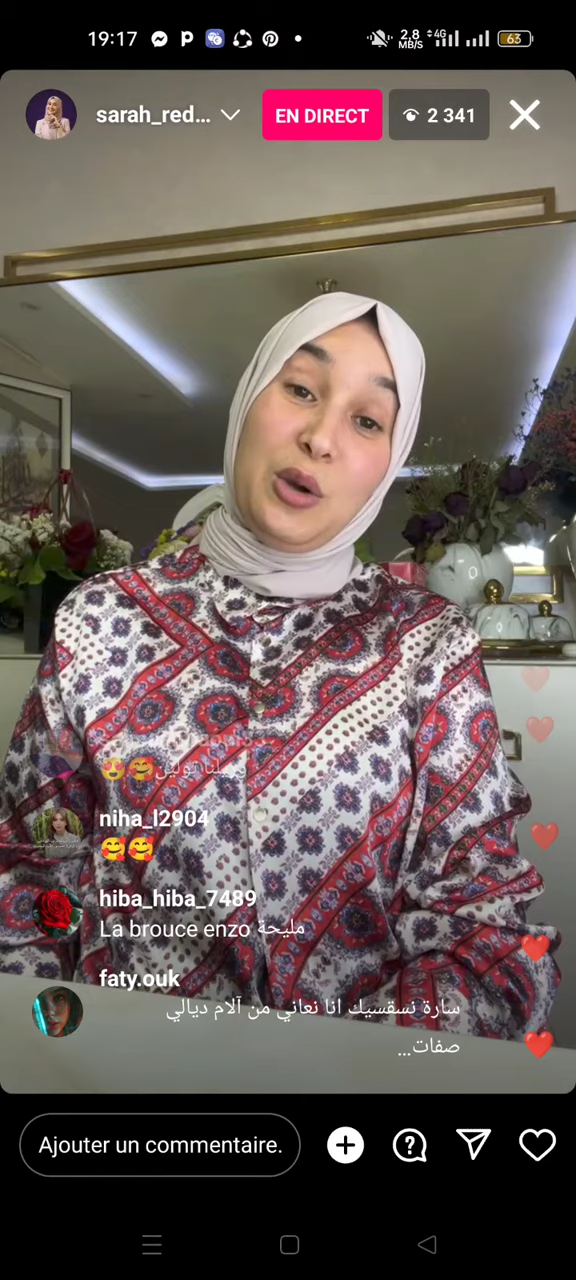 19:17
2,8 MB/S 4G 63
sarah_red... EN DIRECT 2 341
تولين
niha_l2904
hiba_hiba_7489
La brouce enzo مليحة
faty.ouk
سارة نسقسيك انا نعاني من آلام ديالي
صفات...
Ajouter un commentaire.